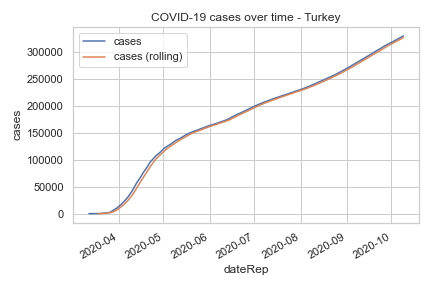 COVID-19 cases over time - Turkey
cases
cases (rolling)
300000
250000
200000
150000
100000
50000
0
cases
2020-04
2020-05
2020-06
2020-07
2020-08
2020-09
2020-10
dateRep